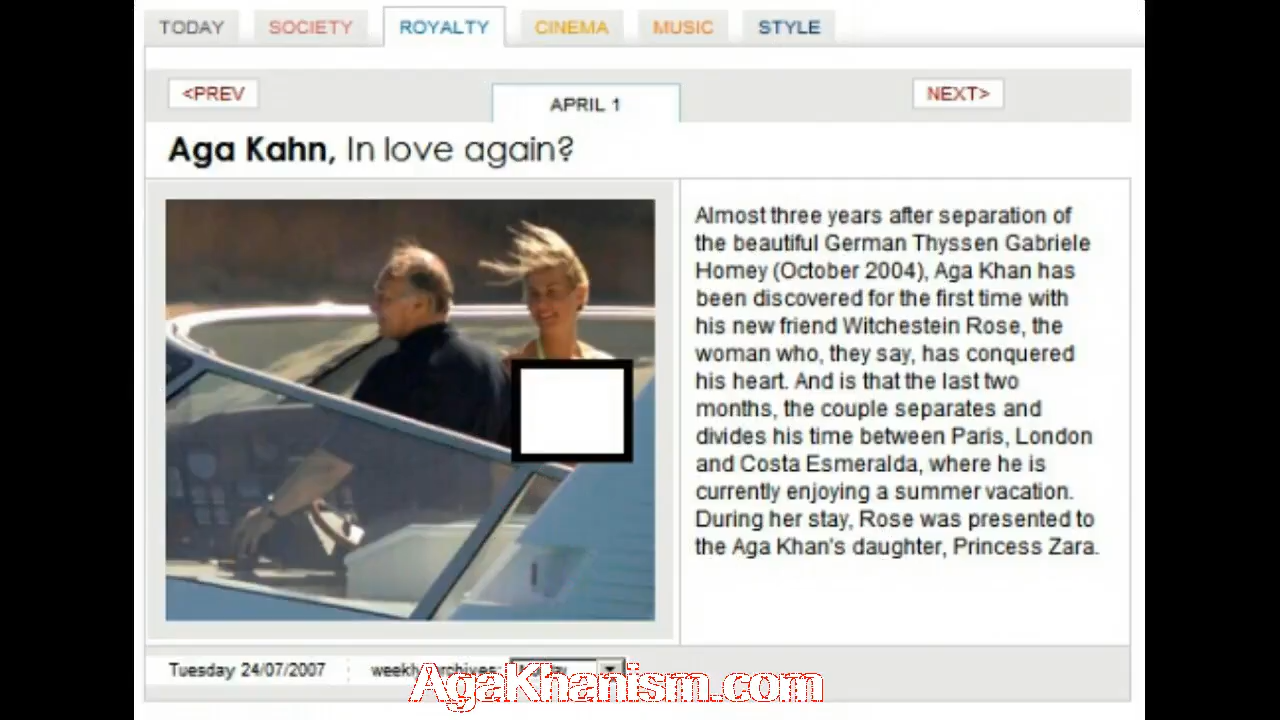 TODAY SOCIETY ROYALTY CINEMA MUSIC STYLE
<PREV APRIL 1 NEXT>
Aga Kahn, In love again?
Almost three years after separation of
the beautiful German Thyssen Gabriele
Homey (October 2004), Aga Khan has
been discovered for the first time with
his new friend Witchestein Rose, the
woman who, they say, has conquered
his heart. And is that the last two
months, the couple separates and
divides his time between Paris, London
and Costa Esmeralda, where he is
currently enjoying a summer vacation.
During her stay, Rose was presented to
the Aga Khan's daughter, Princess Zara.
Tuesday 24/07/2007 weekly archives:
AgaKhanism.com